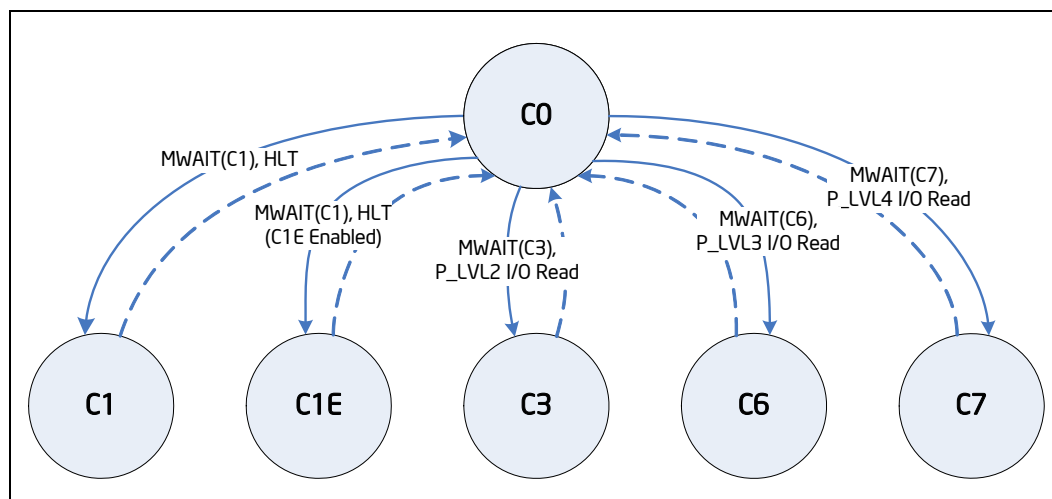 C0
MWAIT(C1), HLT
MWAIT(C1), HLT
(C1E Enabled)
MWAIT(C3),
P_LVL2 I/O Read
MWAIT(C6),
P_LVL3 I/O Read
MWAIT(C7),
P_LVL4 I/O Read
C1
C1E
C3
C6
C7